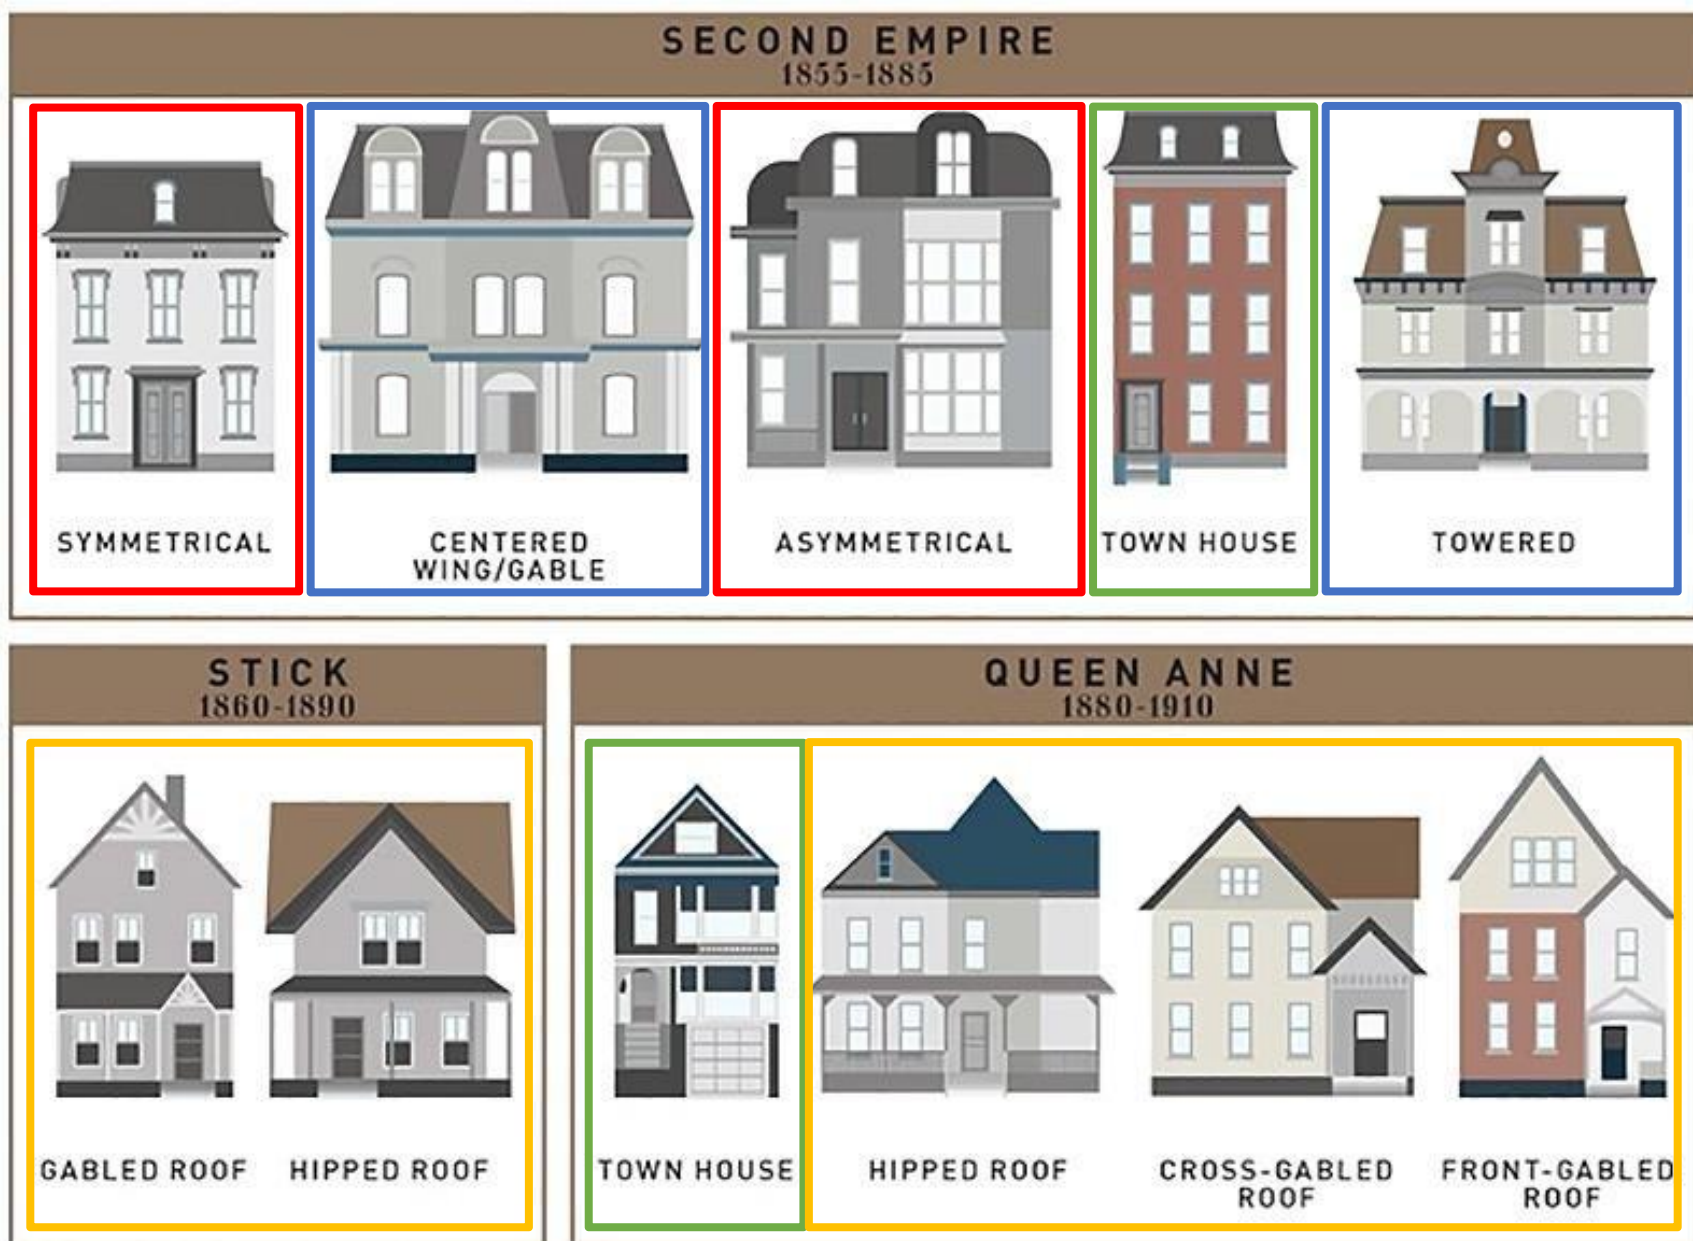 SECOND EMPIRE
1855-1885
SYMMETRICAL
CENTERED
WING/GABLE
ASYMMETRICAL
TOWN HOUSE
TOWERED
STICK
1860-1890
GABLED ROOF
HIPPED ROOF
QUEEN ANNE
1880-1910
TOWN HOUSE
HIPPED ROOF
CROSS-GABLED
ROOF
FRONT-GABLED
ROOF